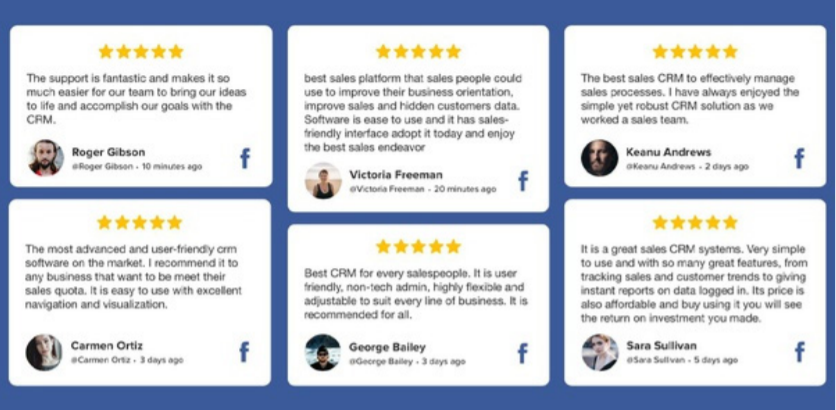 The support is fantastic and makes it so
much easier for our team to bring our ideas
to life and accomplish our goals with the
CRM.
Roger Gibson
@Roger Gibson • 10 minutes ago
f
best sales platform that sales people could
use to improve their business orientation,
improve sales and hidden customers data.
Software is easy to use and it has sales-
friendly interface adopt it today and enjoy
the best sales endeavor
Victoria Freeman
@Victoria Freeman • 20 minutes ago
f
The best sales CRM to effectively manage
sales processes. I have always enjoyed the
simple yet robust CRM solution as we
worked a sales team.
Keanu Andrews
@Keanu Andrews • 2 days ago
f
The most advanced and user-friendly crm
software on the market. I recommend it to
any business that want to be meet their
sales quota. It is easy to use with excellent
navigation and visualization.
Carmen Ortiz
@Carmen Ortiz • 3 days ago
f
Best CRM for every salespeople. It is user
friendly, non-tech admin, highly flexible and
adjustable to suit every line of business. It is
recommended for all.
George Bailey
@George Bailey • 3 days ago
f
It is a great sales CRM systems. Very simple
to use and with so many great features, from
tracking sales and customer trends to giving
instant reports on data logged in. Its price is
also affordable and buy using it you will see
the return on investment you made.
Sara Sullivan
@Sara Sullivan • 5 days ago
f